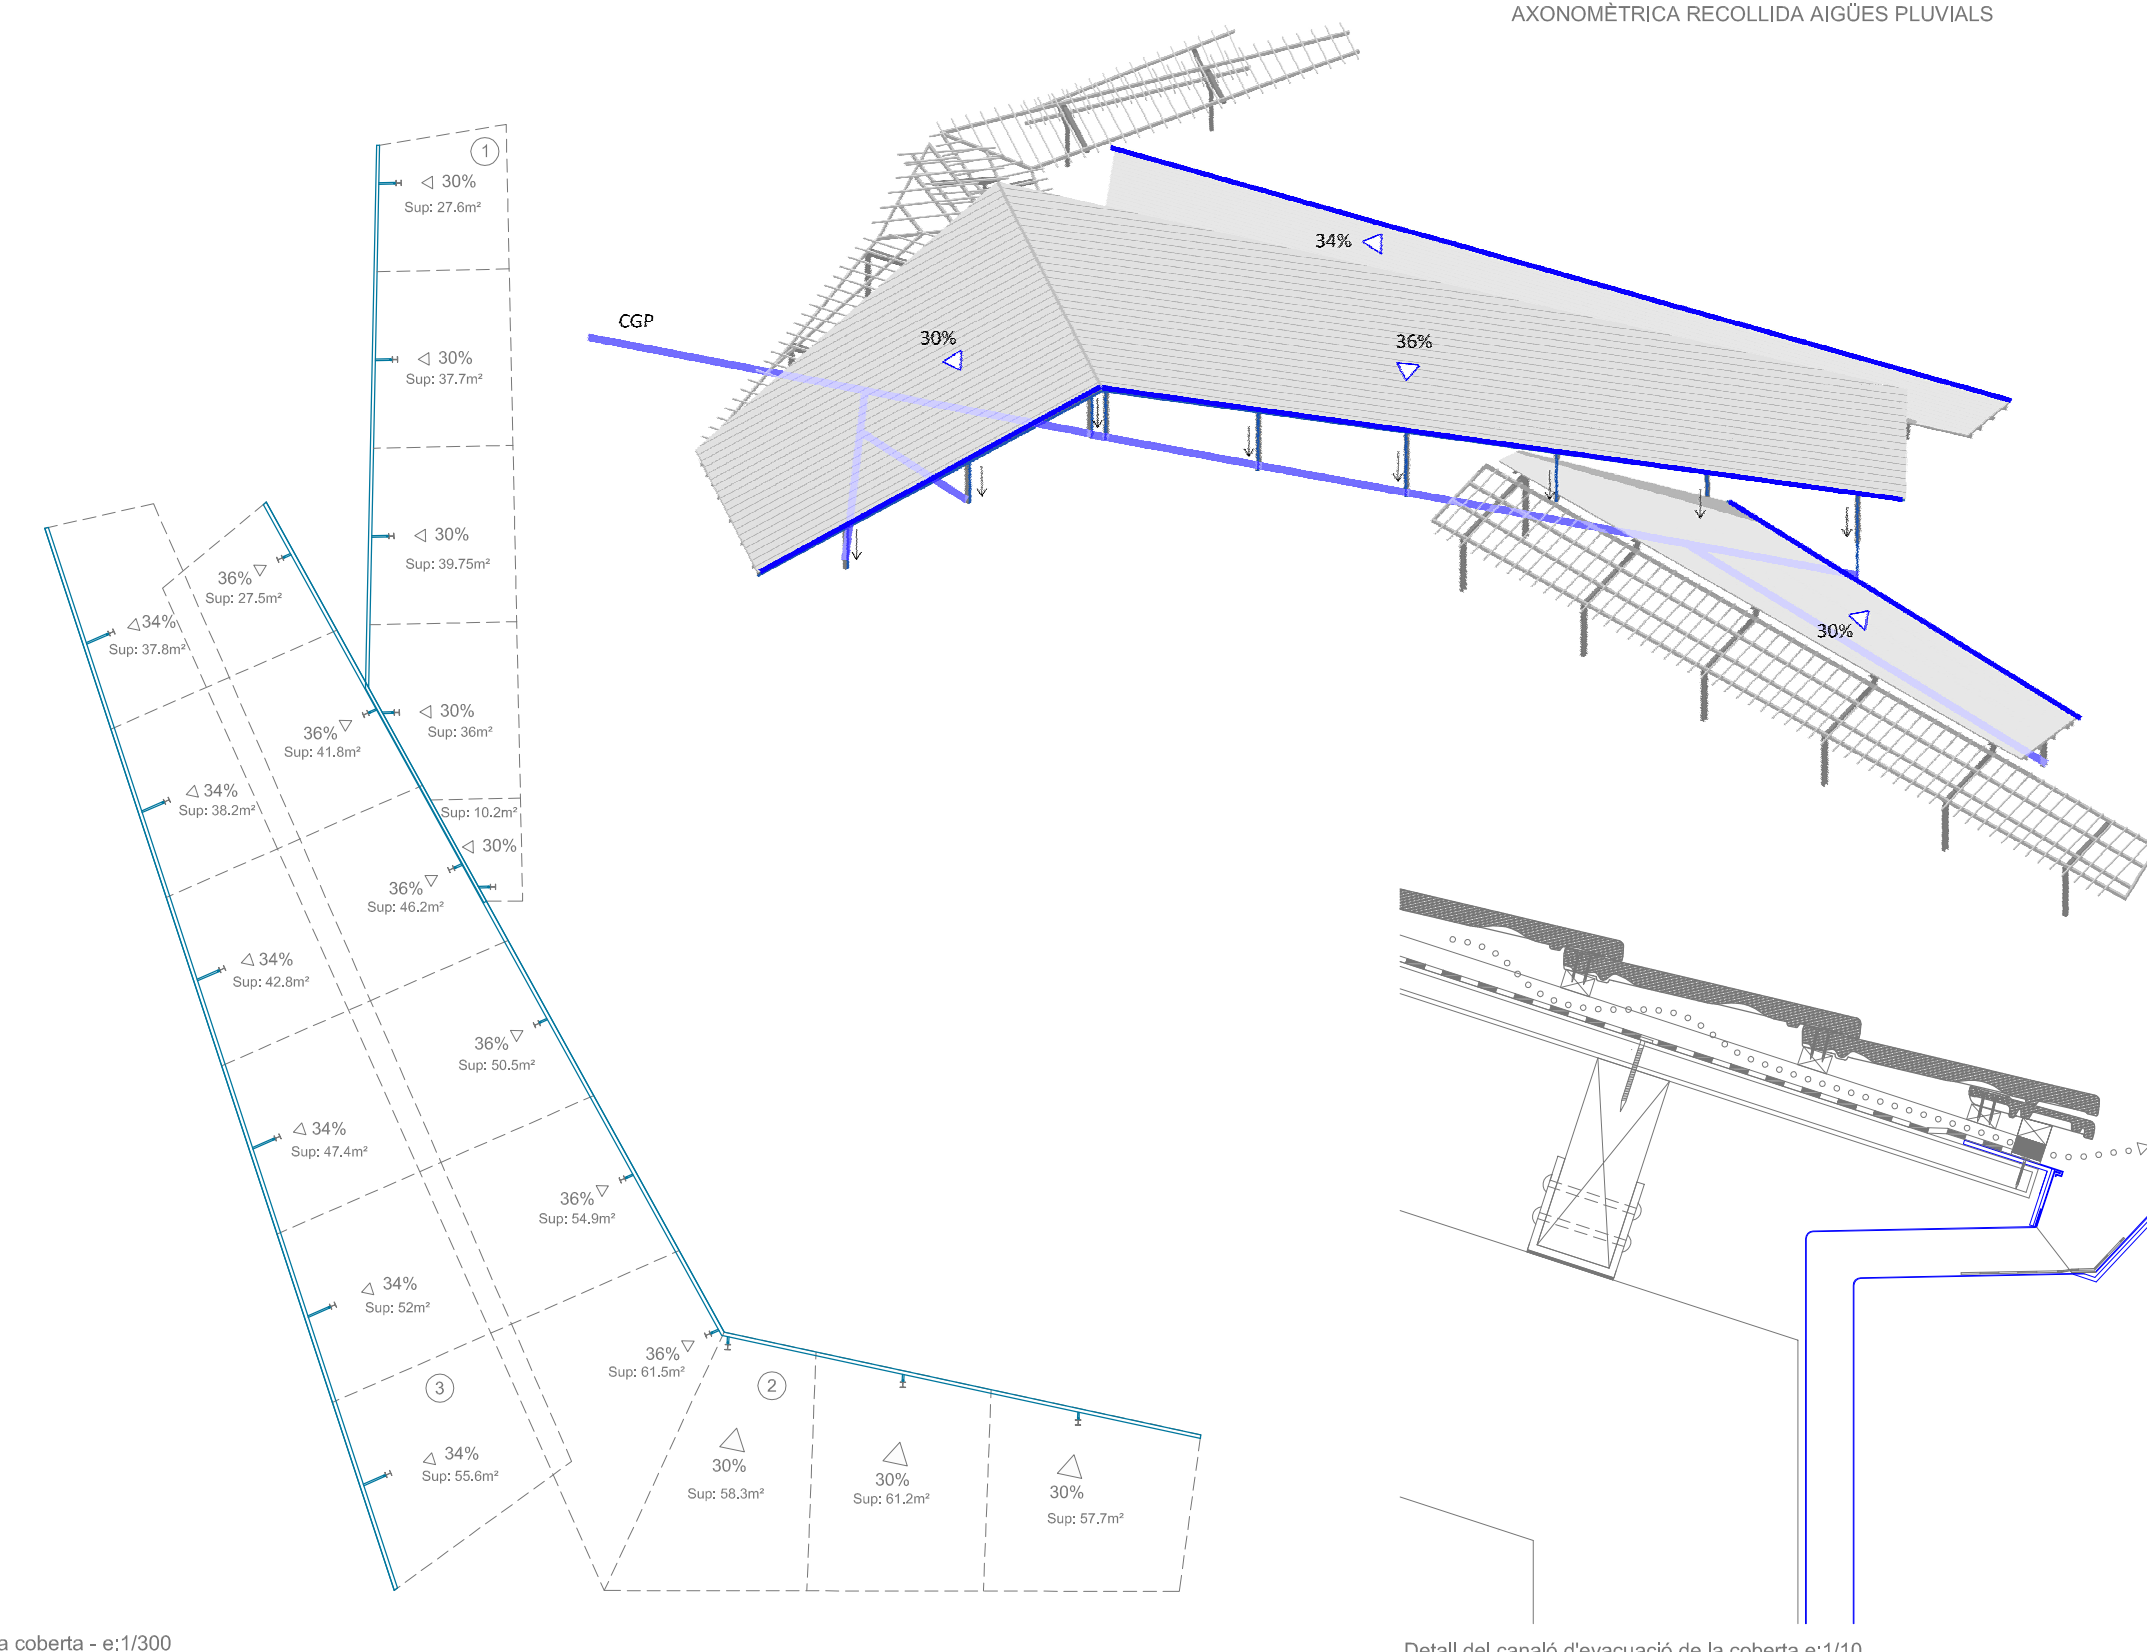 AXONOMÈTRICA RECOLLIDA AIGÜES PLUVIALS
1
30%
Sup: 27.6m²
30%
Sup: 37.7m²
30%
Sup: 39.75m²
30%
Sup: 36m²
Sup: 10.2m²
30%
36%
Sup: 27.5m²
36%
Sup: 41.8m²
36%
Sup: 46.2m²
36%
Sup: 50.5m²
36%
Sup: 54.9m²
36%
Sup: 61.5m²
34%
Sup: 37.8m²
34%
Sup: 38.2m²
34%
Sup: 42.8m²
34%
Sup: 47.4m²
34%
Sup: 52m²
3
34%
Sup: 55.6m²
2
30%
Sup: 58.3m²
30%
Sup: 61.2m²
30%
Sup: 57.7m²
CGP
30%
34%
36%
30%
a coberta - e:1/300
Detall del canaló d'evacuació de la coberta e:1/10